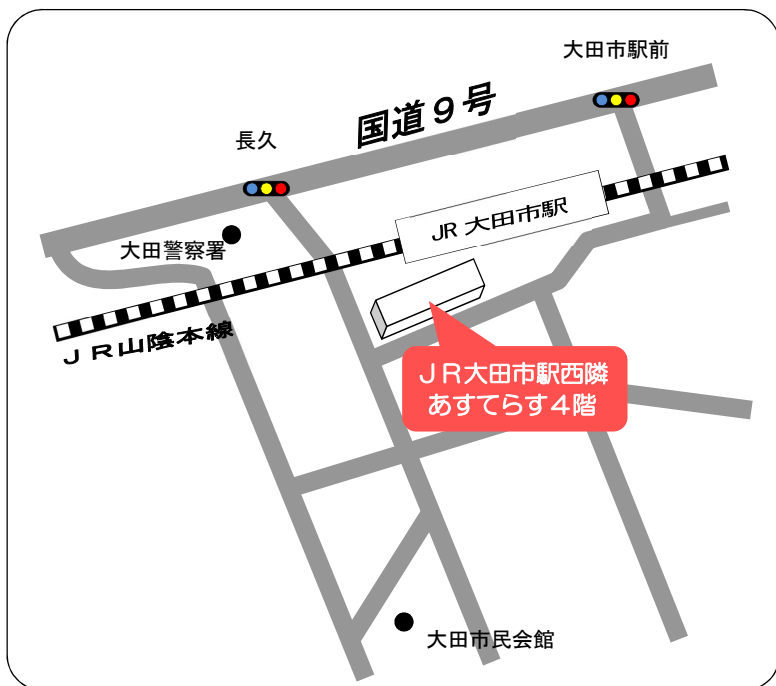 大田市駅前
国道９号
長久
JR 大田市駅
大田警察署
ＪＲ山陰本線
ＪＲ大田市駅西隣
あすてらす４階
大田市民会館